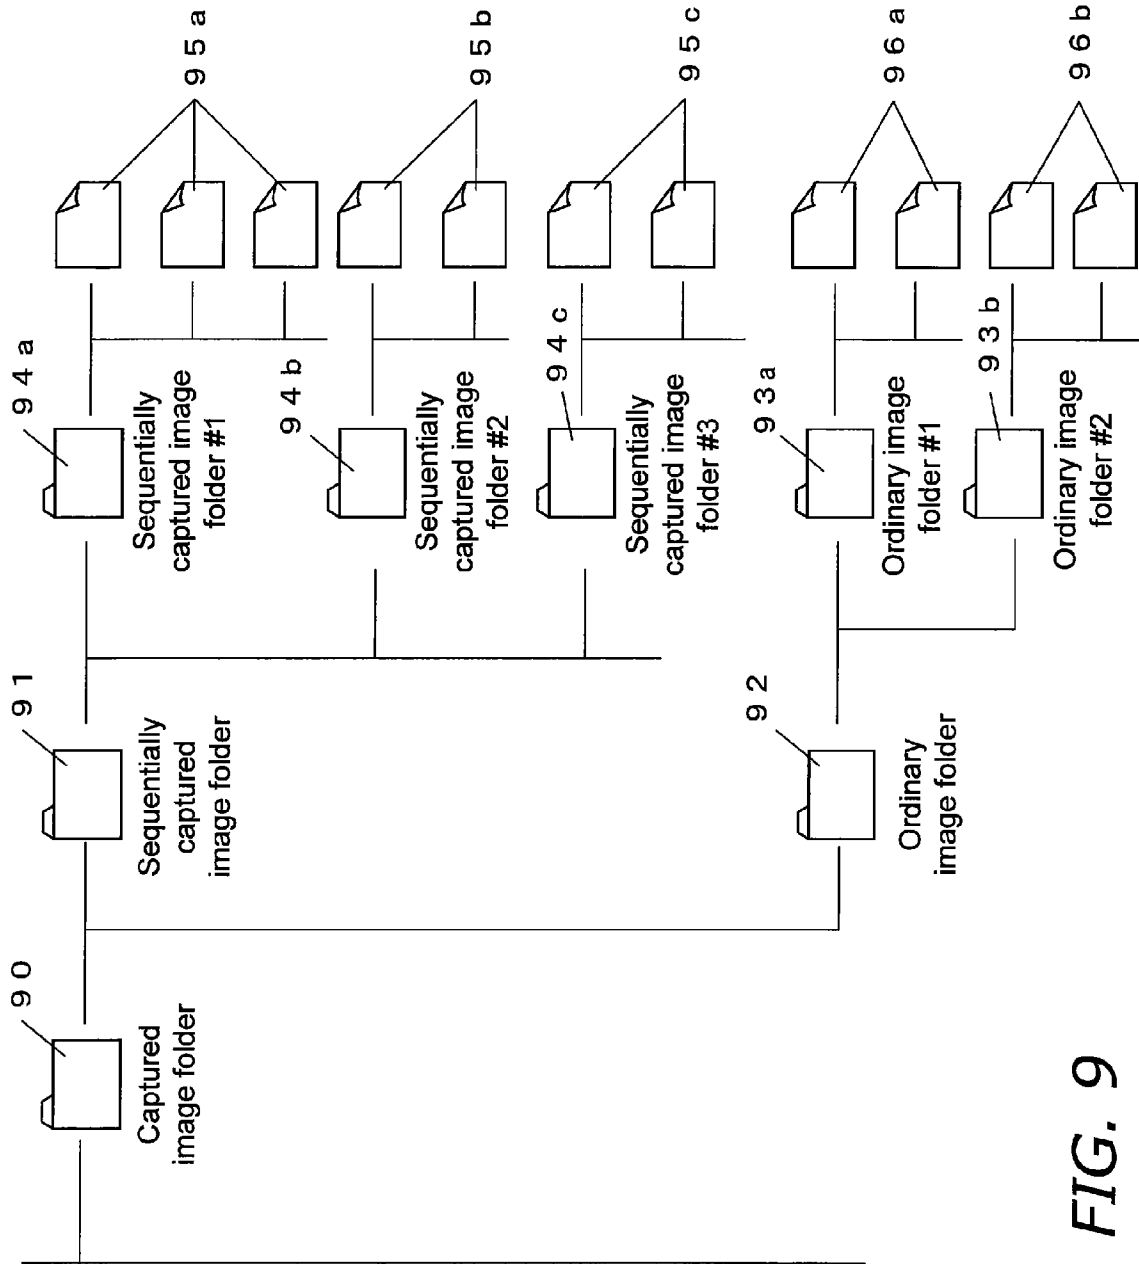 90
Captured
image folder
91
Sequentially
captured
image folder
92
Ordinary
image folder
94a
Sequentially
captured image
folder #1
94b
Sequentially
captured image
folder #2
94c
Sequentially
captured image
folder #3
93a
Ordinary image
folder #1
93b
Ordinary image
folder #2
95a
95b
95c
96a
96b
FIG. 9